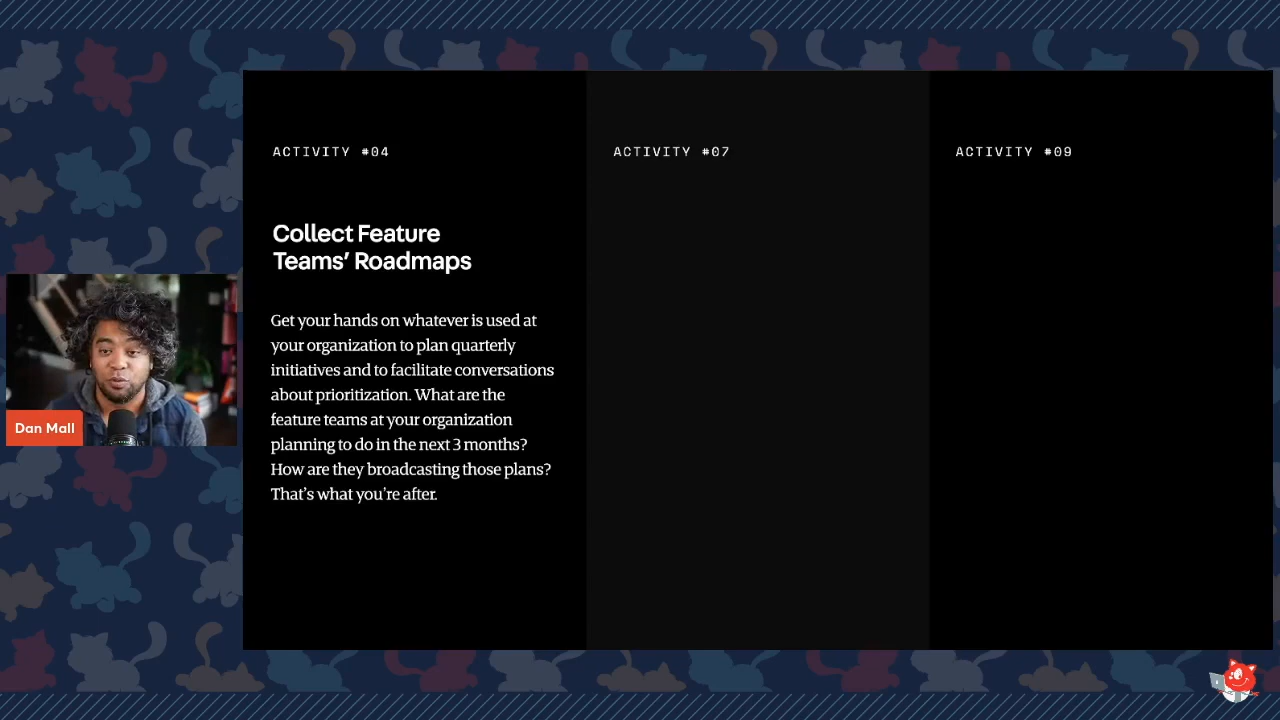 ACTIVITY #04
Collect Feature
Teams’ Roadmaps
Get your hands on whatever is used at
your organization to plan quarterly
initiatives and to facilitate conversations
about prioritization. What are the
feature teams at your organization
planning to do in the next 3 months?
How are they broadcasting those plans?
That’s what you’re after.
ACTIVITY #07
ACTIVITY #09
Dan Mall